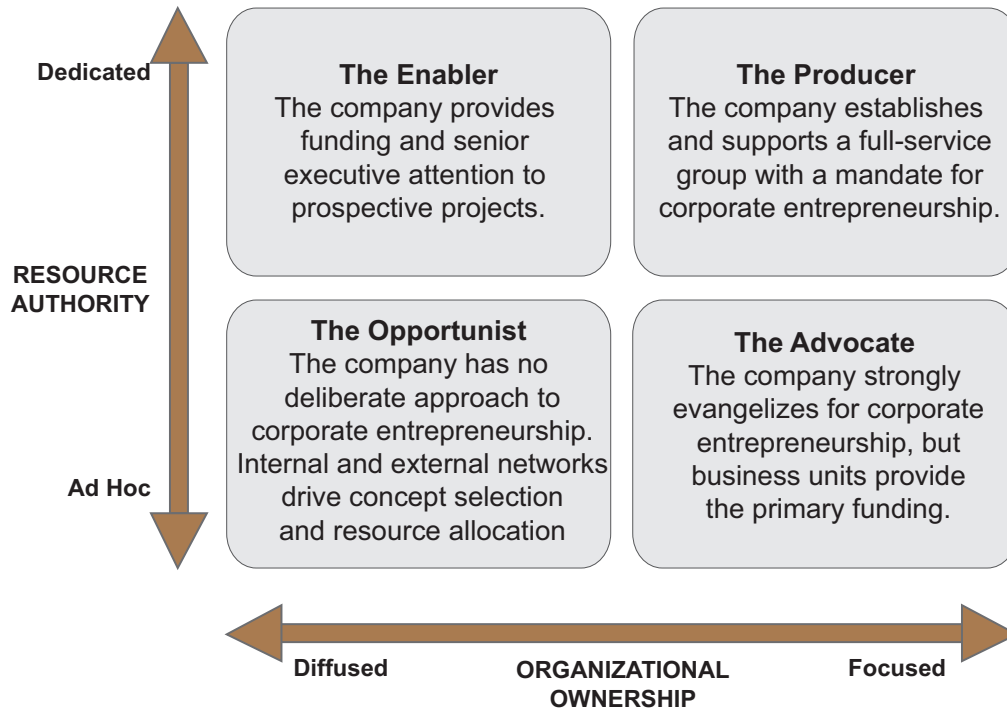 Dedicated
RESOURCE
AUTHORITY
Ad Hoc
The Enabler
The company provides
funding and senior
executive attention to
prospective projects.
The Producer
The company establishes
and supports a full-service
group with a mandate for
corporate entrepreneurship.
The Opportunist
The company has no
deliberate approach to
corporate entrepreneurship.
Internal and external networks
drive concept selection
and resource allocation
The Advocate
The company strongly
evangelizes for corporate
entrepreneurship, but
business units provide
the primary funding.
Diffused
ORGANIZATIONAL
OWNERSHIP
Focused